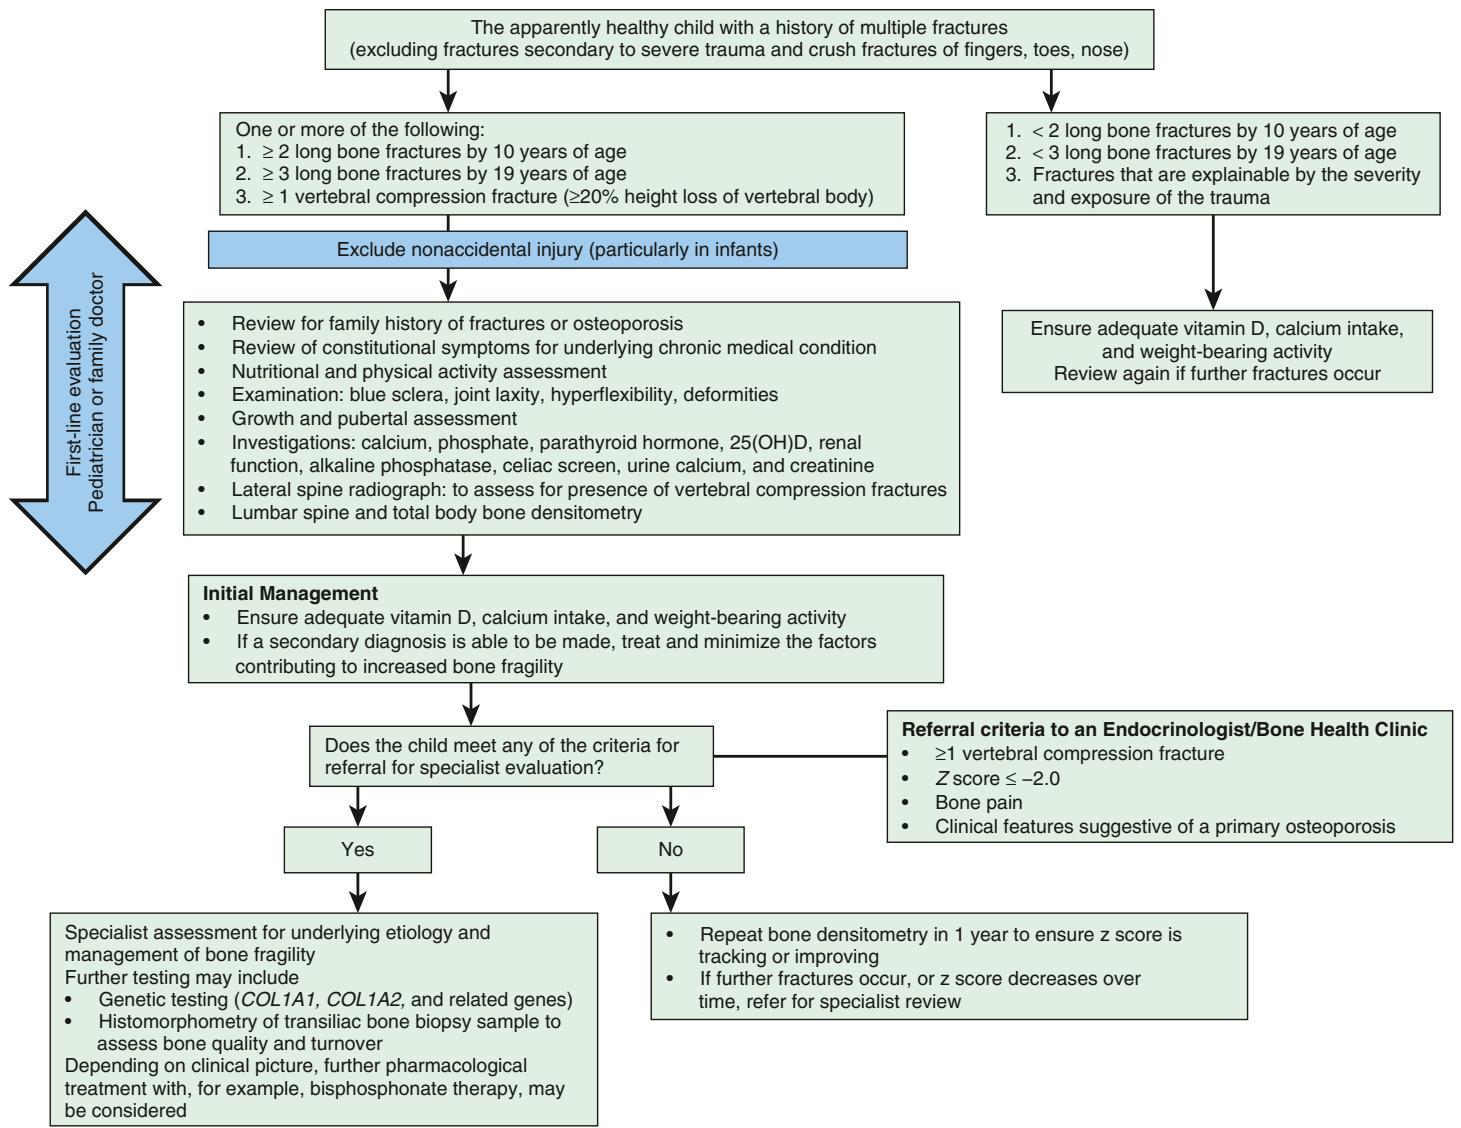 The apparently healthy child with a history of multiple fractures
(excluding fractures secondary to severe trauma and crush fractures of fingers, toes, nose)
One or more of the following:
1. ≥ 2 long bone fractures by 10 years of age
2. ≥ 3 long bone fractures by 19 years of age
3. ≥ 1 vertebral compression fracture (≥20% height loss of vertebral body)
1. < 2 long bone fractures by 10 years of age
2. < 3 long bone fractures by 19 years of age
3. Fractures that are explainable by the severity
and exposure of the trauma
Exclude nonaccidental injury (particularly in infants)
First-line evaluation
Pediatrician or family doctor
• Review for family history of fractures or osteoporosis
• Review of constitutional symptoms for underlying chronic medical condition
• Nutritional and physical activity assessment
• Examination: blue sclera, joint laxity, hyperflexibility, deformities
• Growth and pubertal assessment
• Investigations: calcium, phosphate, parathyroid hormone, 25(OH)D, renal
function, alkaline phosphatase, celiac screen, urine calcium, and creatinine
• Lateral spine radiograph: to assess for presence of vertebral compression fractures
• Lumbar spine and total body bone densitometry
Ensure adequate vitamin D, calcium intake,
and weight-bearing activity
Review again if further fractures occur
Initial Management
• Ensure adequate vitamin D, calcium intake, and weight-bearing activity
• If a secondary diagnosis is able to be made, treat and minimize the factors
contributing to increased bone fragility
Does the child meet any of the criteria for
referral for specialist evaluation?
Referral criteria to an Endocrinologist/Bone Health Clinic
• ≥1 vertebral compression fracture
• Z score ≤ −2.0
• Bone pain
• Clinical features suggestive of a primary osteoporosis
Yes
No
Specialist assessment for underlying etiology and
management of bone fragility
Further testing may include
• Genetic testing (COL1A1, COL1A2, and related genes)
• Histomorphometry of transiliac bone biopsy sample to
assess bone quality and turnover
Depending on clinical picture, further pharmacological
treatment with, for example, bisphosphonate therapy, may
be considered
• Repeat bone densitometry in 1 year to ensure z score is
tracking or improving
• If further fractures occur, or z score decreases over
time, refer for specialist review